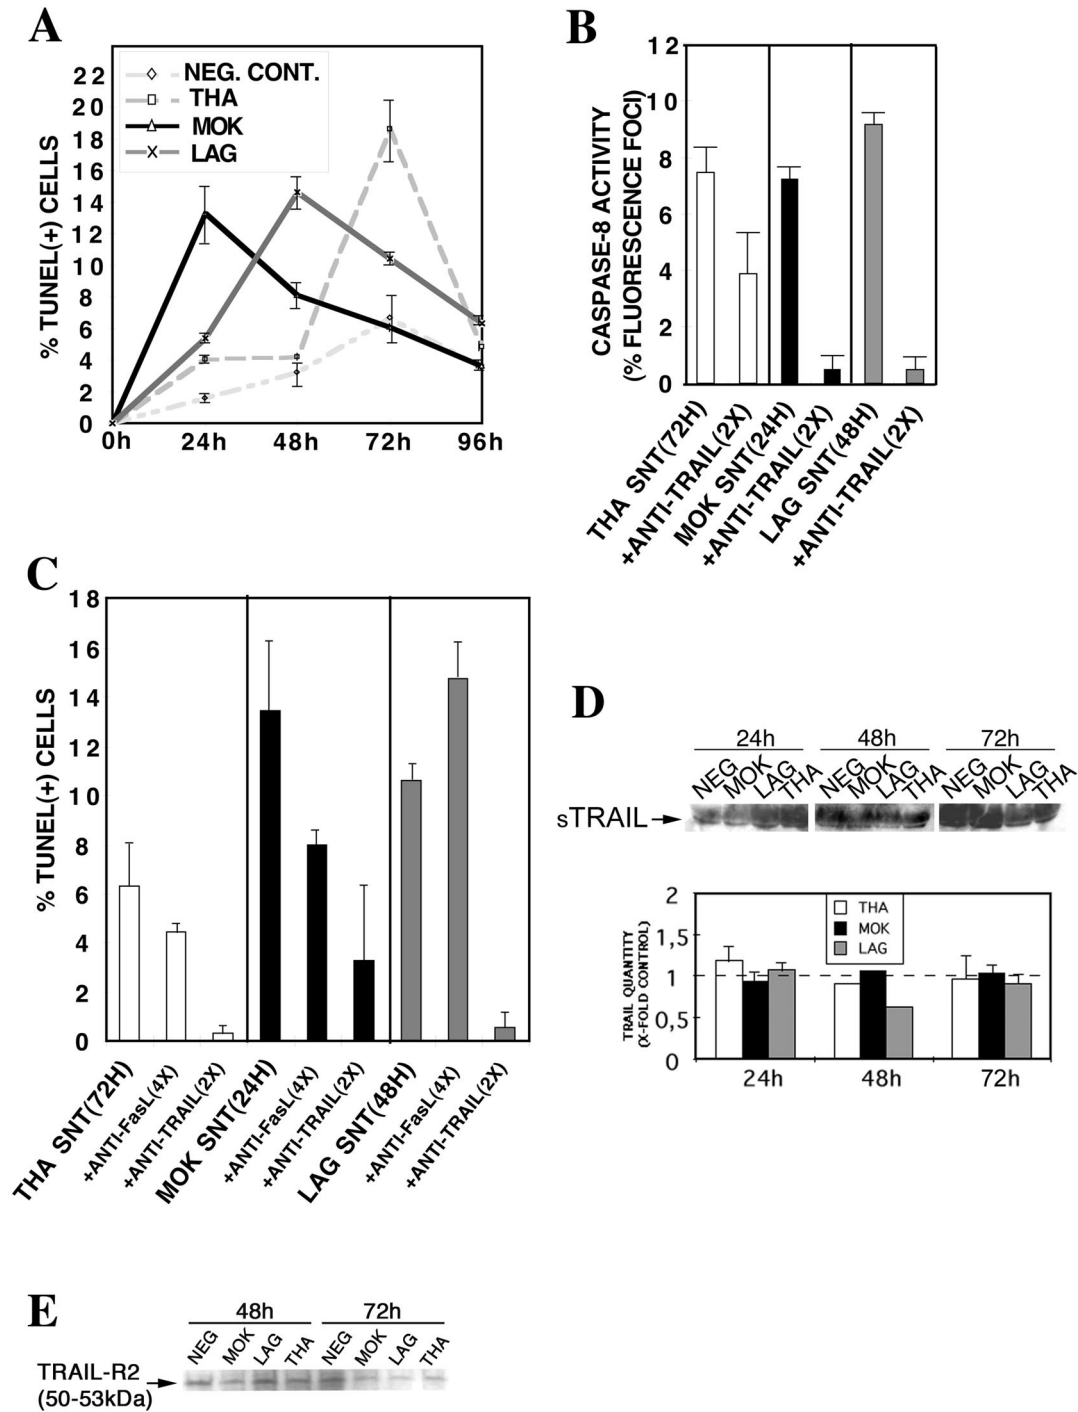 A
% TUNEL(+) CELLS
22
20
18
16
14
12
10
8
6
4
2
0
NEG. CONT.
THA
MOK
LAG
0h 24h 48h 72h 96h
B
CASPASE-8 ACTIVITY
(% FLUORESCENCE FOCI)
12
10
8
6
4
2
0
THA SNT(72H)
+ANTI-TRAIL(2X)
MOK SNT(24H)
+ANTI-TRAIL(2X)
LAG SNT(48H)
+ANTI-TRAIL(2X)
C
% TUNEL(+) CELLS
18
16
14
12
10
8
6
4
2
0
THA SNT(72H)
+ANTI-FasL(4X)
+ANTI-TRAIL(2X)
MOK SNT(24H)
+ANTI-FasL(4X)
+ANTI-TRAIL(2X)
LAG SNT(48H)
+ANTI-FasL(4X)
+ANTI-TRAIL(2X)
D
24h 48h 72h
NEG MOK LAG THA NEG MOK LAG THA NEG MOK LAG THA
sTRAIL
TRAIL QUANTITY
(X-FOLD CONTROL)
2
1,5
1
0,5
0
THA
MOK
LAG
24h 48h 72h
E
48h 72h
NEG MOK LAG THA NEG MOK LAG THA
TRAIL-R2
(50-53kDa)